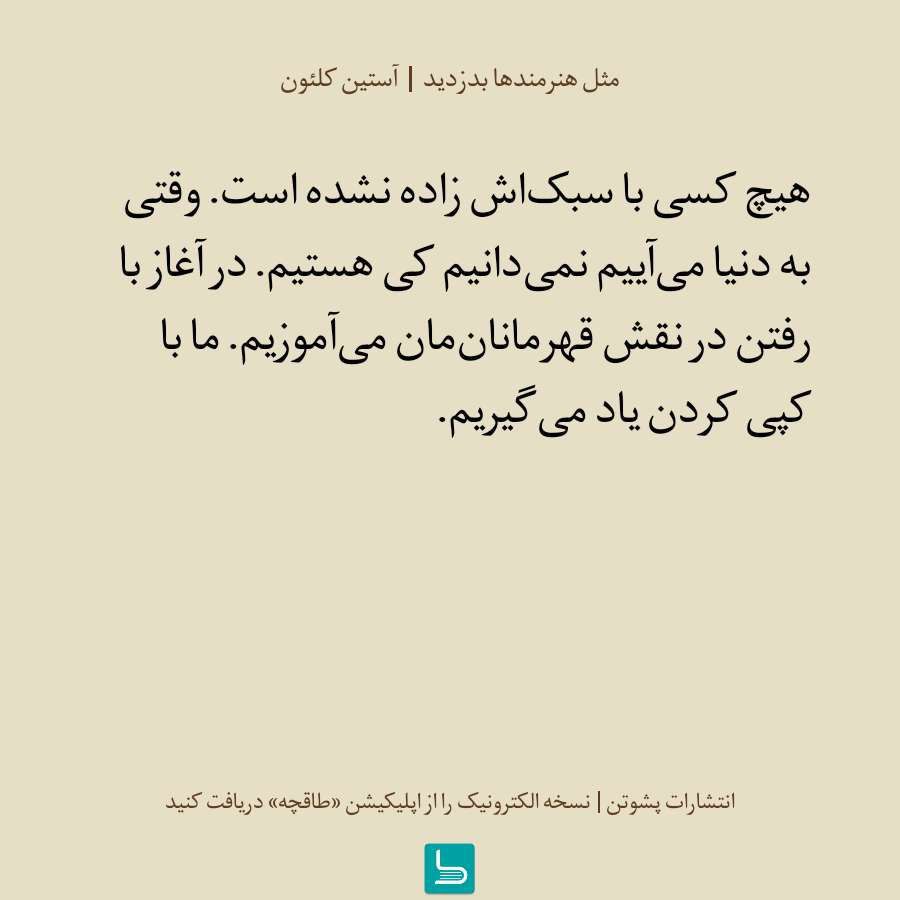 مثل هنرمندها بدزدید | آستین کلئون
هیچ کسی با سبک‌اش زاده نشده است. وقتی
به دنیا می‌آییم نمی‌دانیم کی هستیم. در آغاز با
رفتن در نقش قهرمانان‌مان می‌آموزیم. ما با
کپی کردن یاد می‌گیریم.
انتشارات پشوتن | نسخه الکترونیک را از اپلیکیشن «طاقچه» دریافت کنید